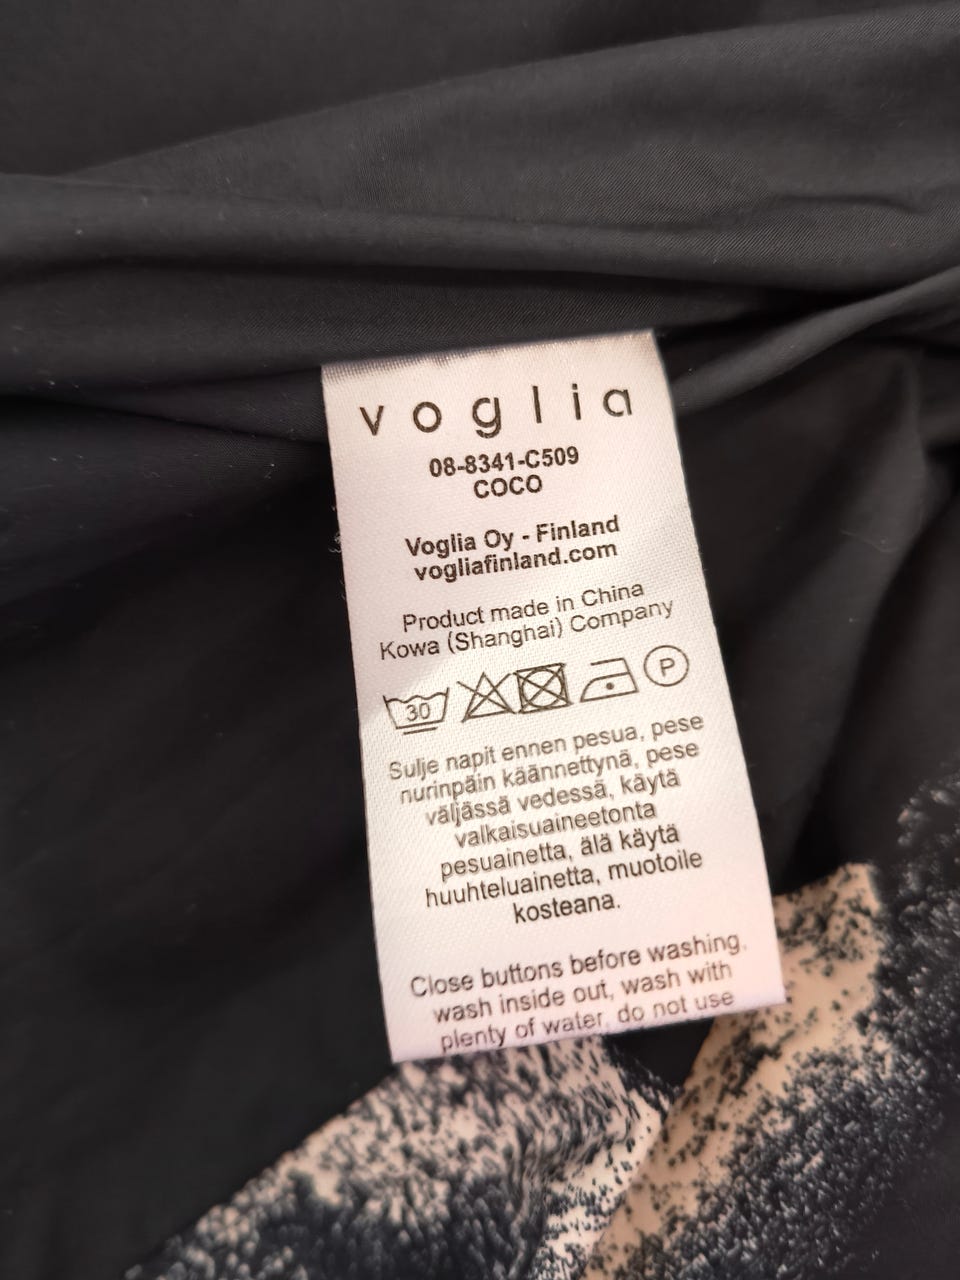 voglia
08-8341-C509
COCO
Voglia Oy - Finland
vogliafinland.com
Product made in China
Kowa (Shanghai) Company
30 P
Sulje napit ennen pesua, pese
nurinpäin käännettynä, pese
väljässä vedessä, käytä
valkaisuaineetonta
pesuainetta, älä käytä
huuhteluainetta, muotoile
kosteana.
Close buttons before washing,
wash inside out, wash with
plenty of water, do not use